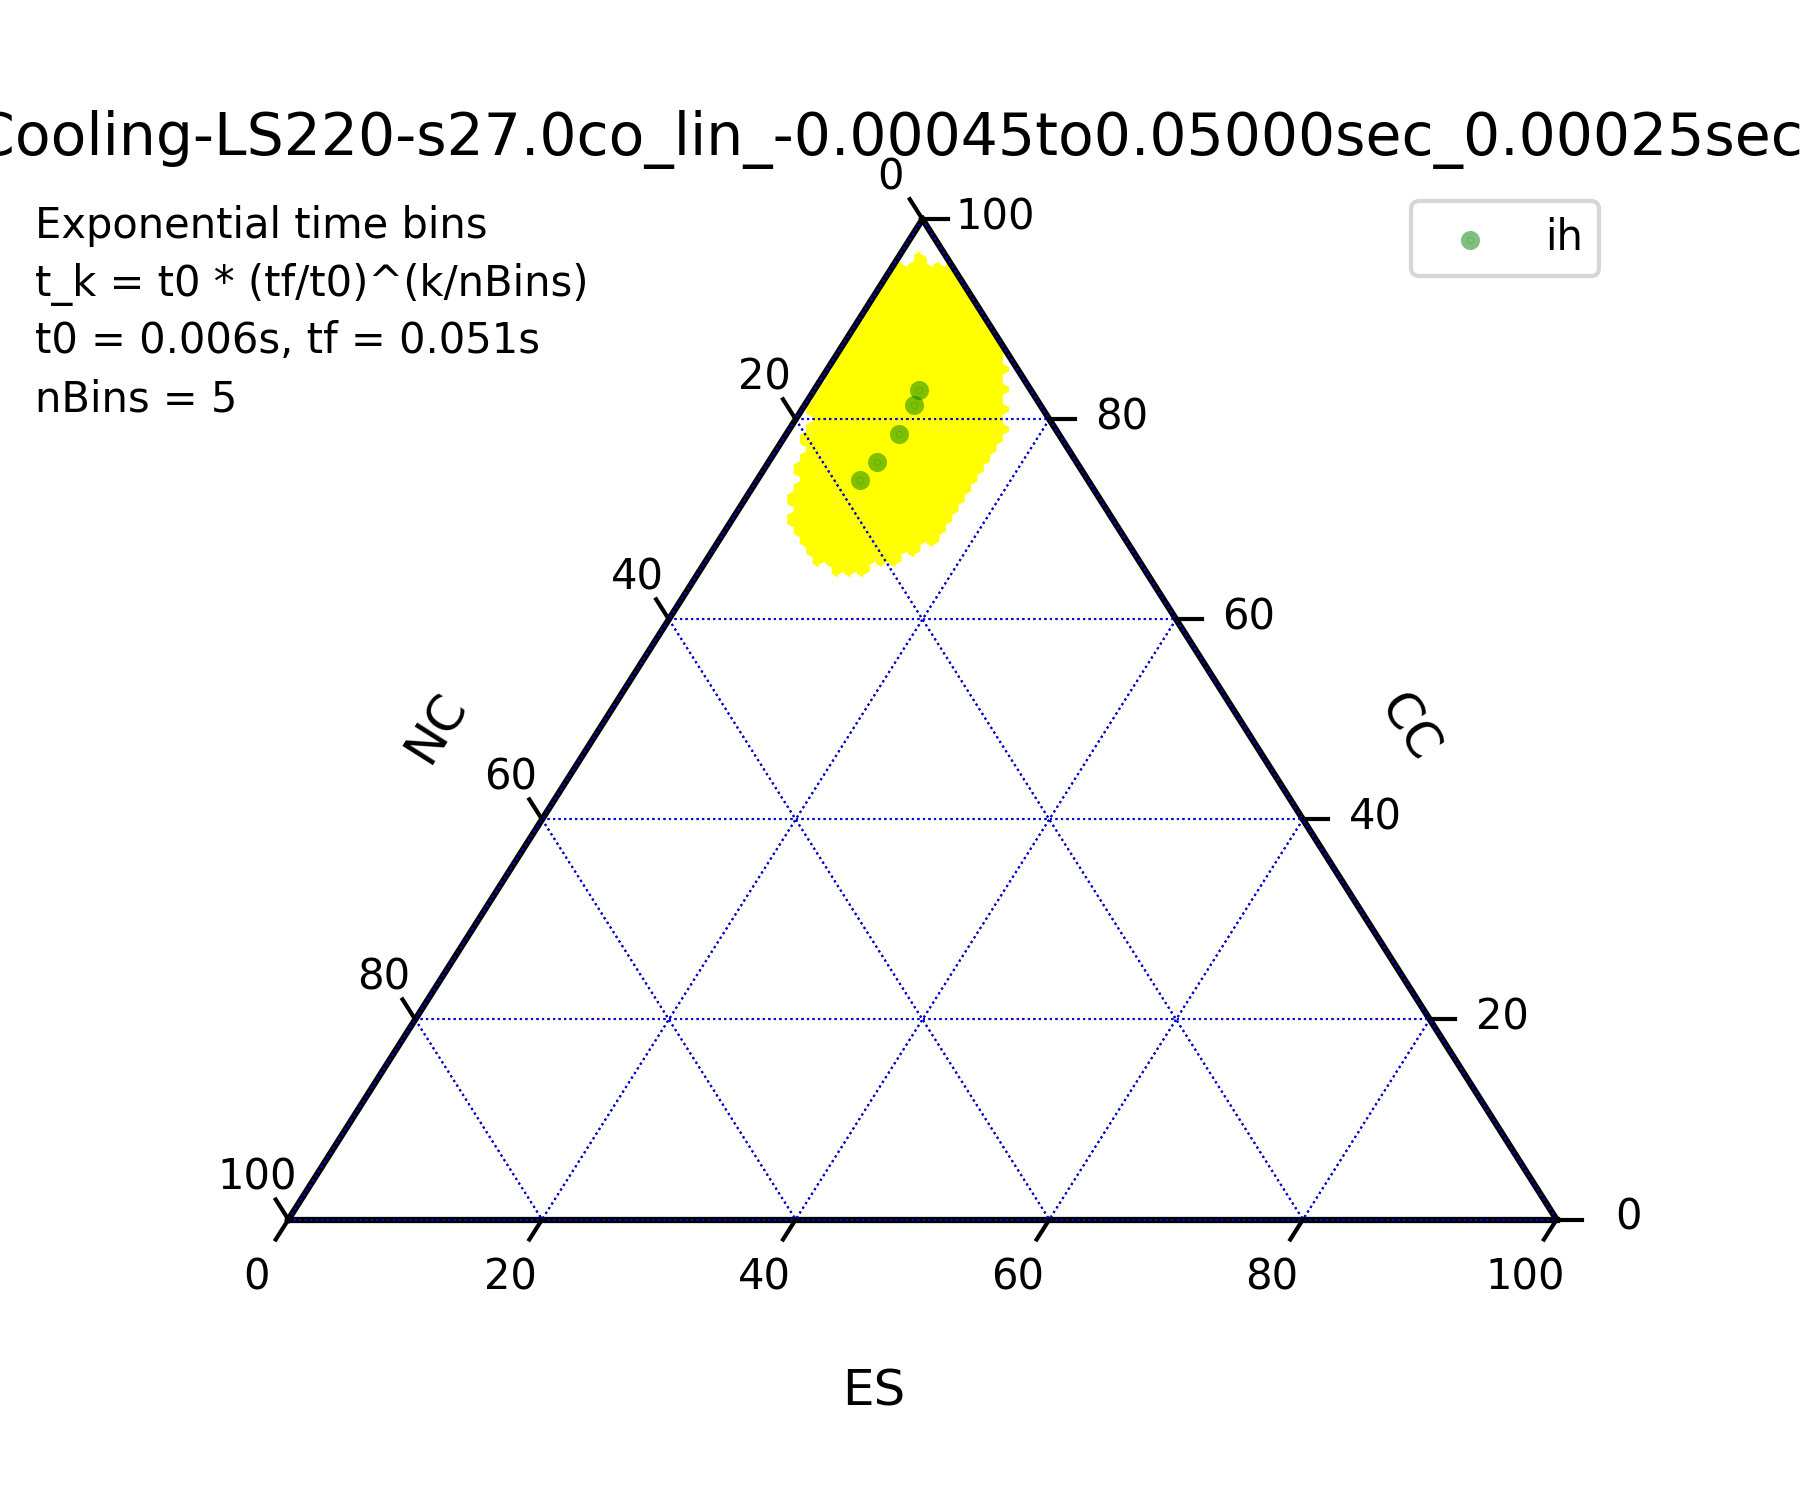 Cooling-LS220-s27.0co_lin_-0.00045to0.05000sec_0.00025sec
Exponential time bins
t_k = t0 * (tf/t0)^(k/nBins)
t0 = 0.006s, tf = 0.051s
nBins = 5
ih
0
100
20
80
40
60
NC
CC
60
40
80
20
100
0
0
20
40
60
80
100
ES